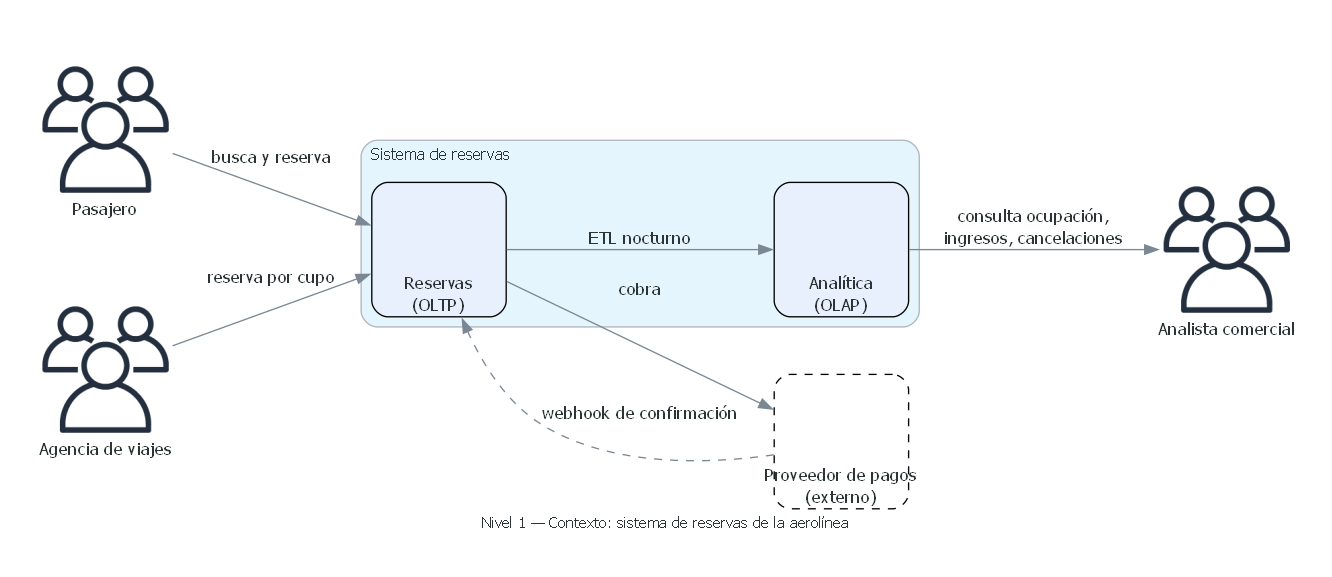 Pasajero
busca y reserva
Agencia de viajes
reserva por cupo
Sistema de reservas
Reservas
(OLTP)
ETL nocturno
cobra
webhook de confirmación
Analítica
(OLAP)
Proveedor de pagos
(externo)
consulta ocupación,
ingresos, cancelaciones
Analista comercial
Nivel 1 — Contexto: sistema de reservas de la aerolínea